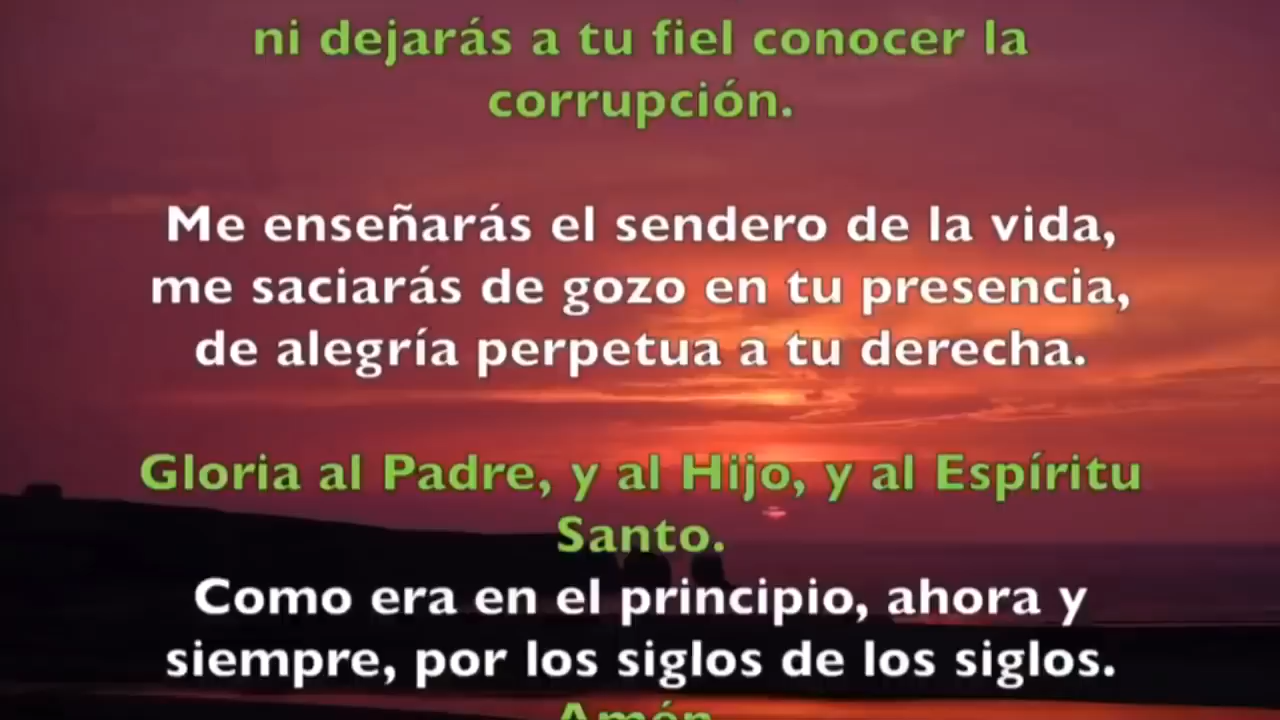 ni dejarás a tu fiel conocer la
corrupción.
Me enseñarás el sendero de la vida,
me saciarás de gozo en tu presencia,
de alegría perpetua a tu derecha.
Gloria al Padre, y al Hijo, y al Espíritu
Santo.
Como era en el principio, ahora y
siempre, por los siglos de los siglos.
Amén